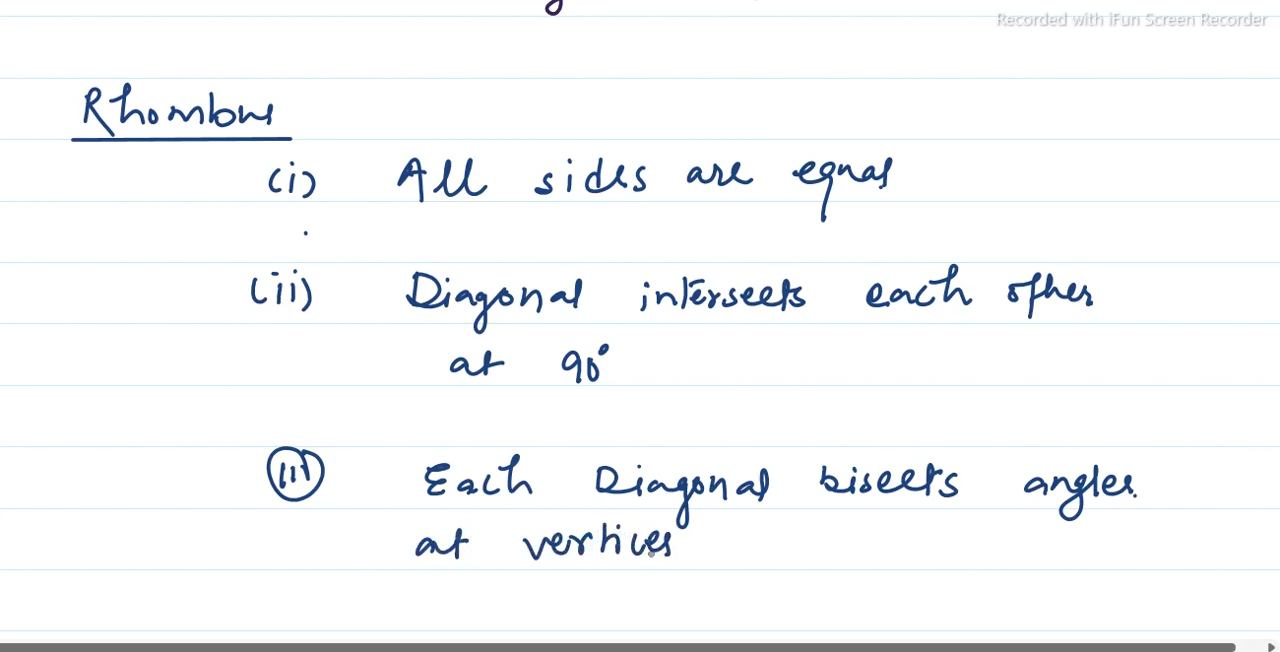 Recorded with iFun Screen Recorder
Rhombus
(i) All sides are equal
(ii) Diagonal intersects each other
at 90°
(iii) Each Diagonal bisects angles
at vertices